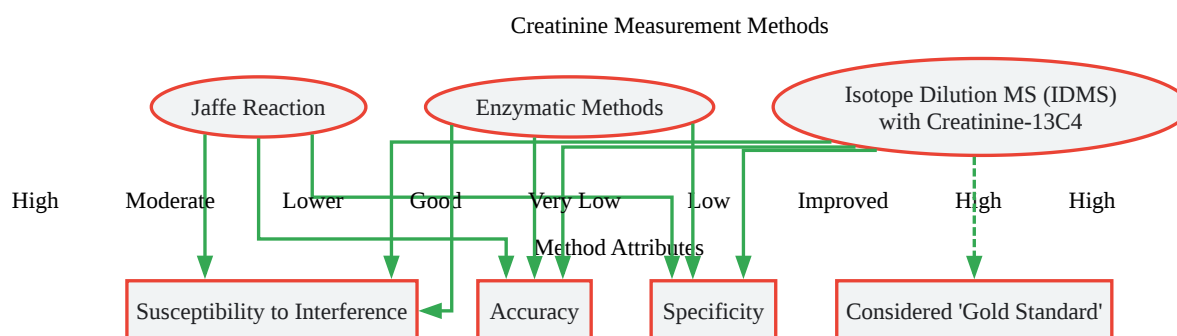 Creatinine Measurement Methods
Jaffe Reaction
Enzymatic Methods
Isotope Dilution MS (IDMS)
with Creatinine-13C4
High
Moderate
Lower
Good
Very Low
Low
Improved
High
High
Method Attributes
Susceptibility to Interference
Accuracy
Specificity
Considered 'Gold Standard'